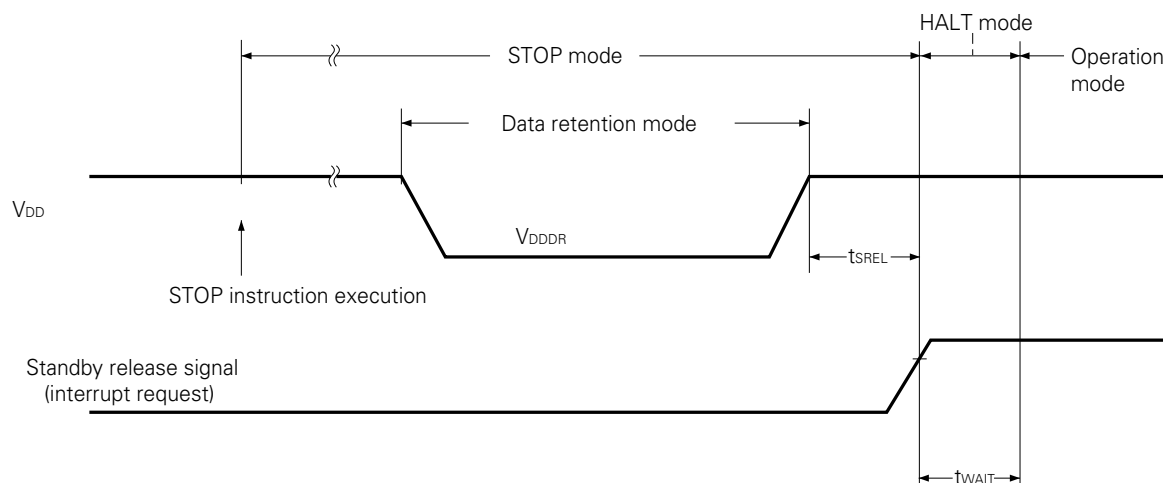 HALT mode
STOP mode
Operation
mode
Data retention mode
VDD
VDDDR
tSREL
STOP instruction execution
Standby release signal
(interrupt request)
tWAIT